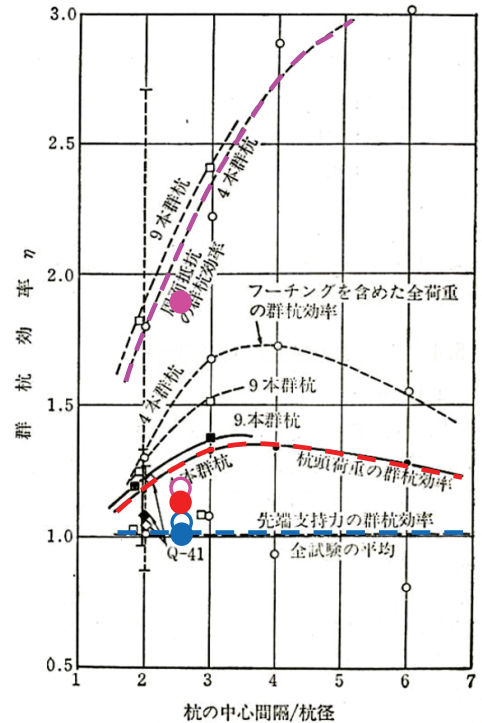 3.0
2.5
2.0
1.5
1.0
0.5
群杭効率 η
9本群杭
4本群杭
周面抵抗
の群杭効率
フーチングを含めた全荷重
の群杭効率
4本群杭
9本群杭
9.本群杭
本群杭
杭頭荷重の群杭効率
先端支持力の群杭効率
Q-41
全試験の平均
1
2
3
4
5
6
7
杭の中心間隔/杭径